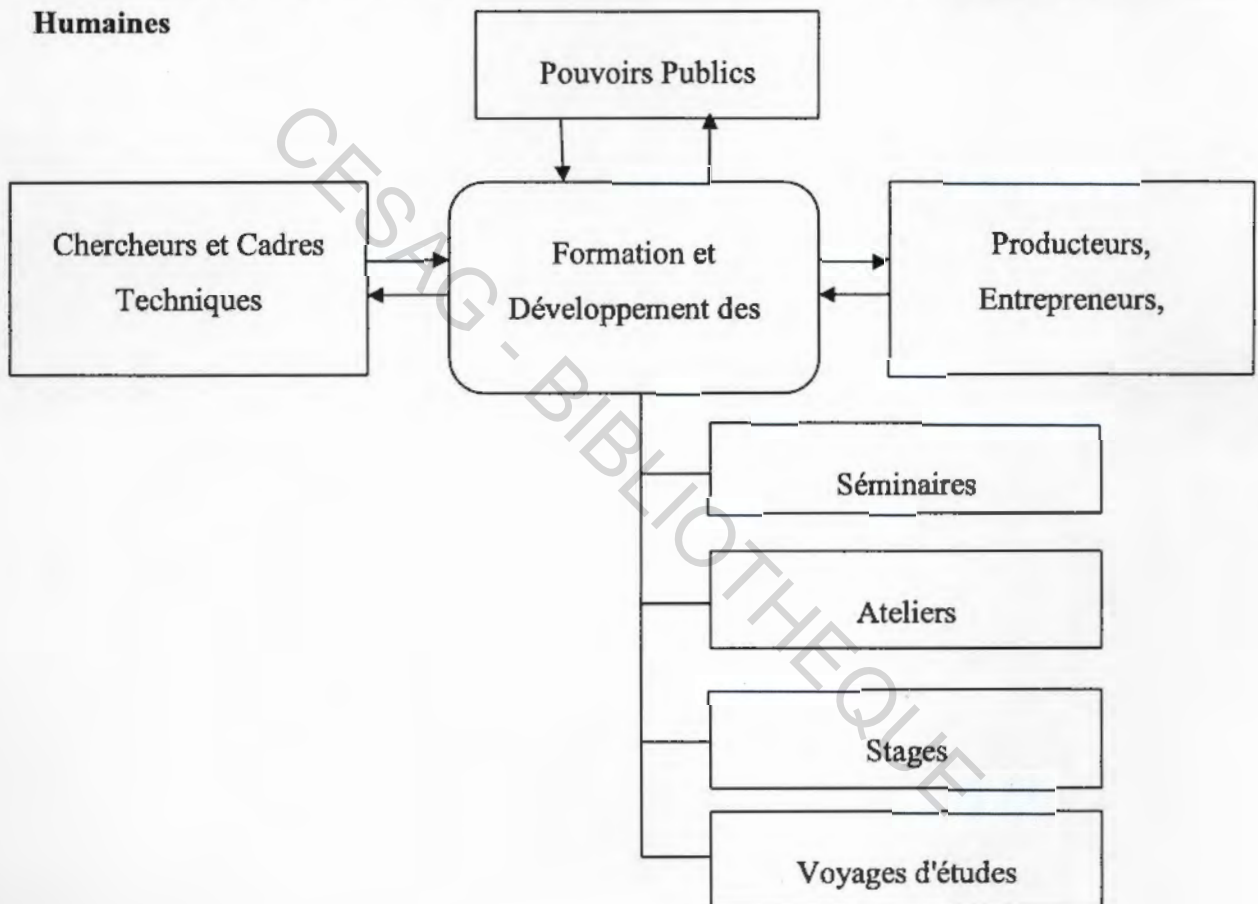 Humaines
Pouvoirs Publics
Chercheurs et Cadres
Techniques
Formation et
Développement des
Producteurs,
Entrepreneurs,
Séminaires
Ateliers
Stages
Voyages d'études
CESAG - BIBLIOTHEQUE